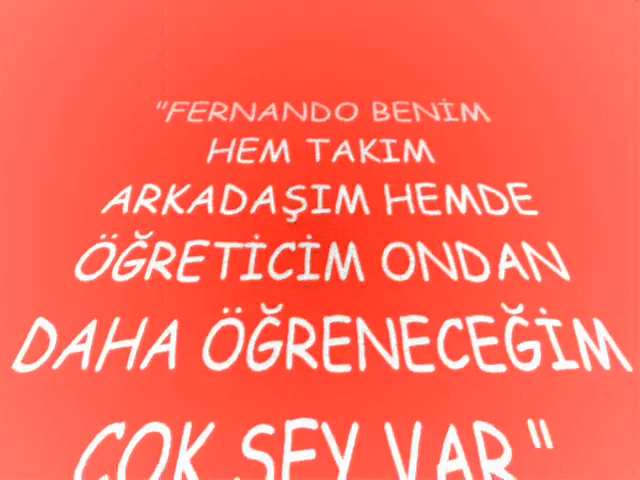 "FERNANDO BENİM
HEM TAKIM
ARKADAŞIM HEMDE
ÖĞRETİCİM ONDAN
DAHA ÖĞRENECEĞİM
ÇOK ŞEY VAR"